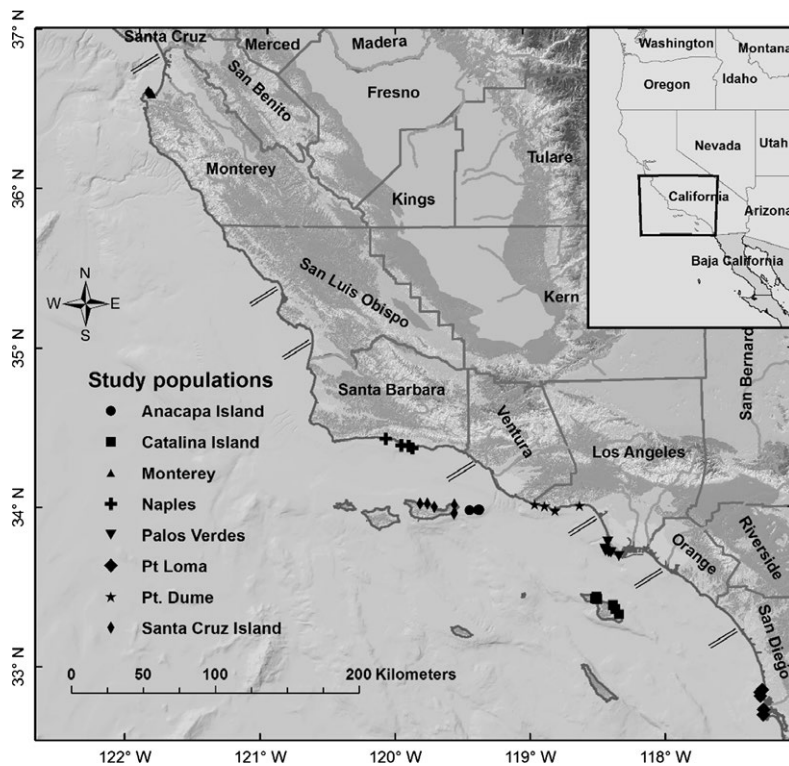 37° N
36° N
35° N
34° N
33° N
Santa Cruz
Merced
Madera
San Benito
Fresno
Monterey
Tulare
Kings
San Luis Obispo
Kern
Santa Barbara
Ventura
Los Angeles
San Bernard
Orange
Riverside
San Diego
Washington
Montana
Oregon
Idaho
Nevada
Utah
California
Arizona
Baja California
N
W E
S
Study populations
Anacapa Island
Catalina Island
Monterey
Naples
Palos Verdes
Pt Loma
Pt. Dume
Santa Cruz Island
0 50 100 200 Kilometers
122° W
121° W
120° W
119° W
118° W